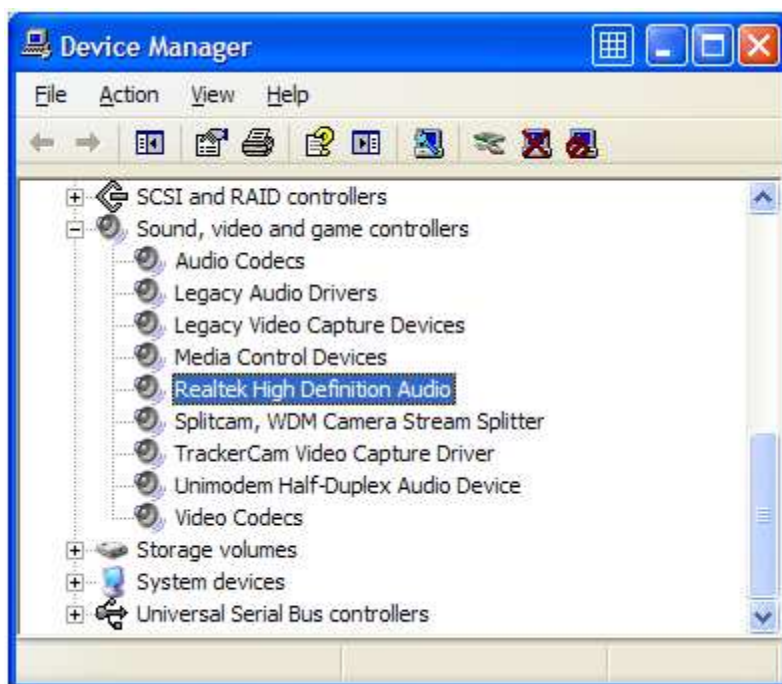 Device Manager
File Action View Help
SCSI and RAID controllers
Sound, video and game controllers
Audio Codecs
Legacy Audio Drivers
Legacy Video Capture Devices
Media Control Devices
Realtek High Definition Audio
Splitcam, WDM Camera Stream Splitter
TrackerCam Video Capture Driver
Unimodem Half-Duplex Audio Device
Video Codecs
Storage volumes
System devices
Universal Serial Bus controllers